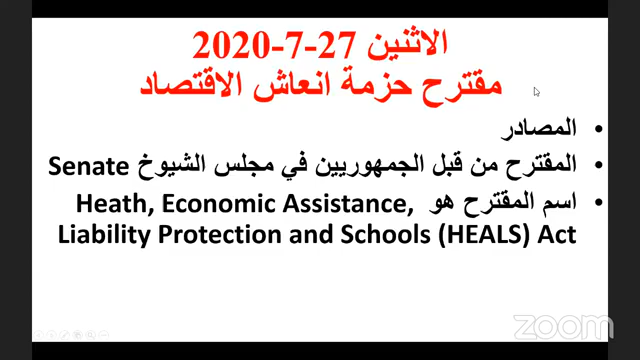 الاثنين 27-7-2020
مقترح حزمة انعاش الاقتصاد
• المصادر
• المقترح من قبل الجمهوريين في مجلس الشيوخ Senate
• اسم المقترح هو Heath, Economic Assistance,
Liability Protection and Schools (HEALS) Act
zoom